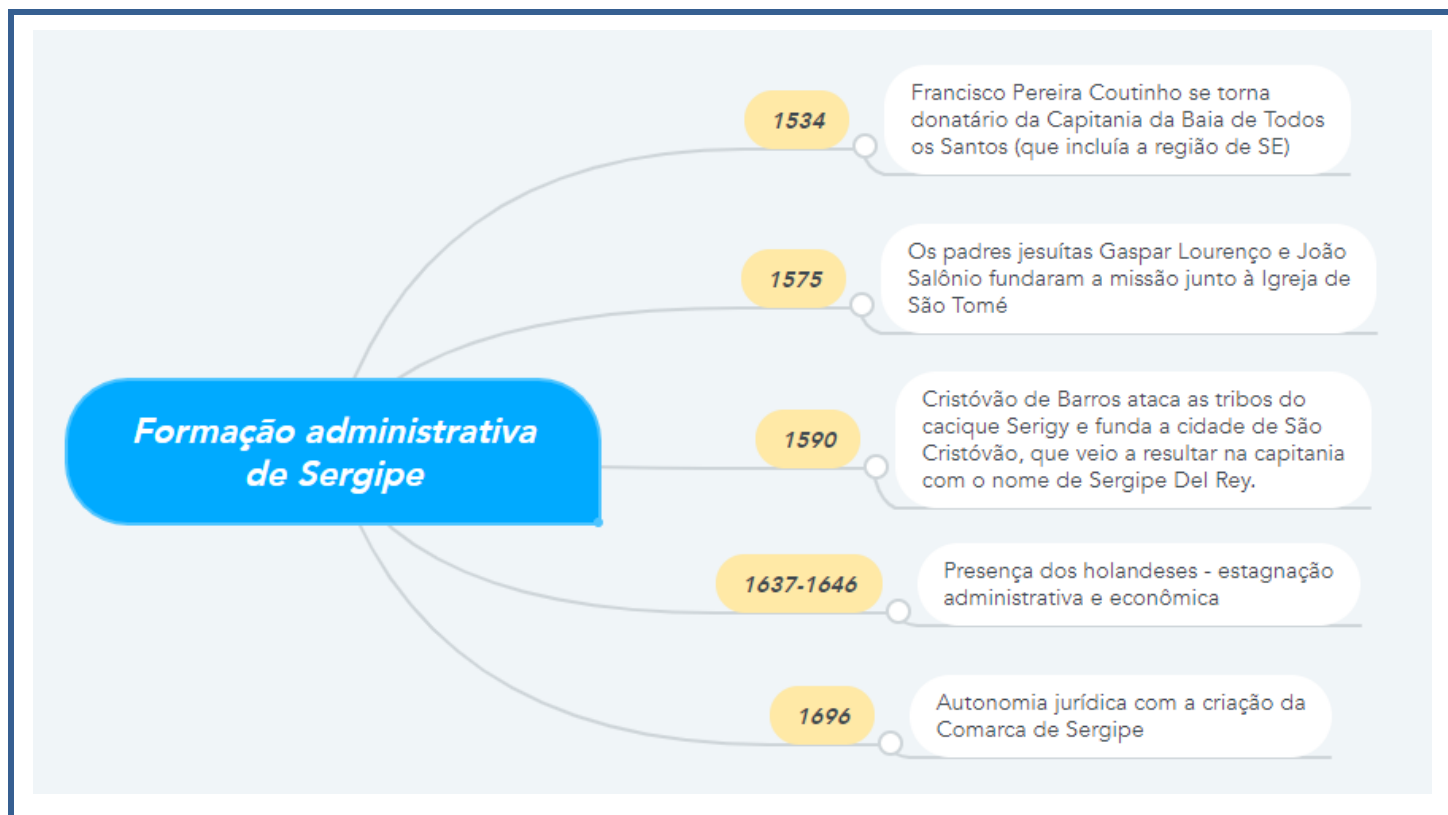 Formação administrativa
de Sergipe
1534
Francisco Pereira Coutinho se torna
donatário da Capitania da Baia de Todos
os Santos (que incluía a região de SE)
1575
Os padres jesuítas Gaspar Lourenço e João
Salônio fundaram a missão junto à Igreja de
São Tomé
1590
Cristóvão de Barros ataca as tribos do
cacique Serigy e funda a cidade de São
Cristóvão, que veio a resultar na capitania
com o nome de Sergipe Del Rey.
1637-1646
Presença dos holandeses - estagnação
administrativa e econômica
1696
Autonomia jurídica com a criação da
Comarca de Sergipe